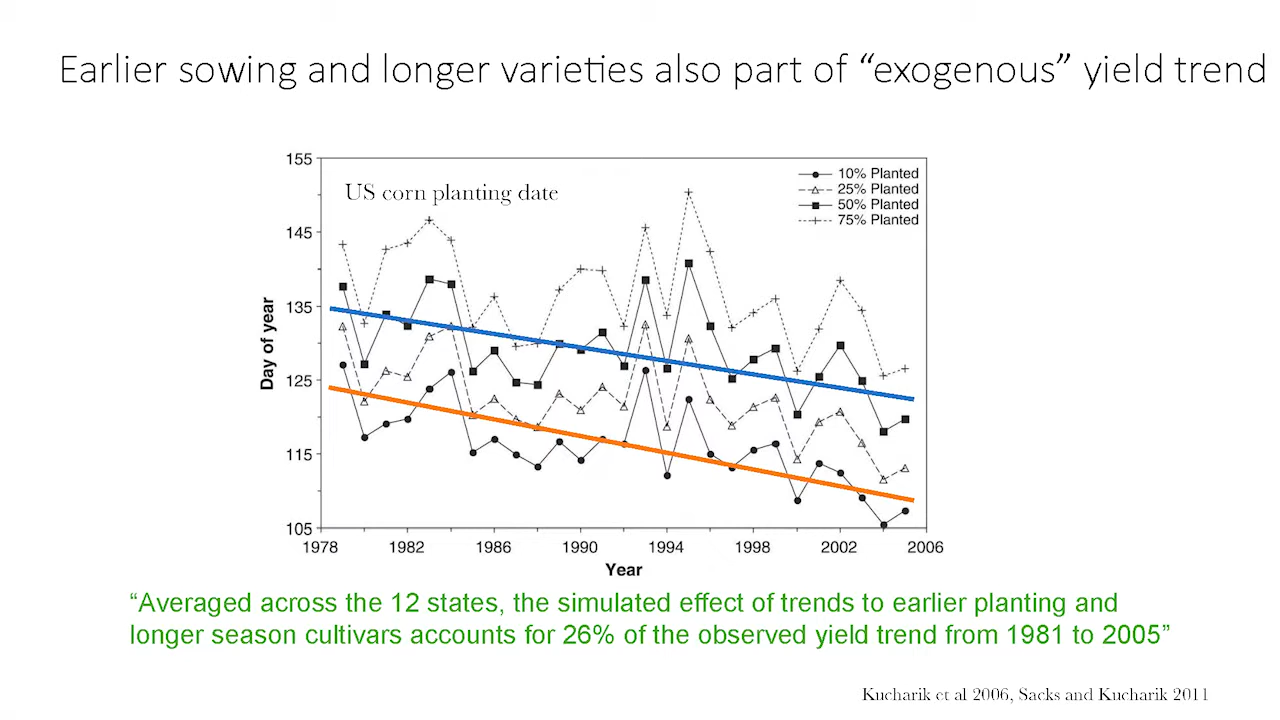 Earlier sowing and longer varieties also part of “exogenous” yield trend
US corn planting date
10% Planted
25% Planted
50% Planted
75% Planted
155
145
135
125
115
105
Day of year
1978 1982 1986 1990 1994 1998 2002 2006
Year
“Averaged across the 12 states, the simulated effect of trends to earlier planting and
longer season cultivars accounts for 26% of the observed yield trend from 1981 to 2005”
Kucharik et al 2006, Sacks and Kucharik 2011